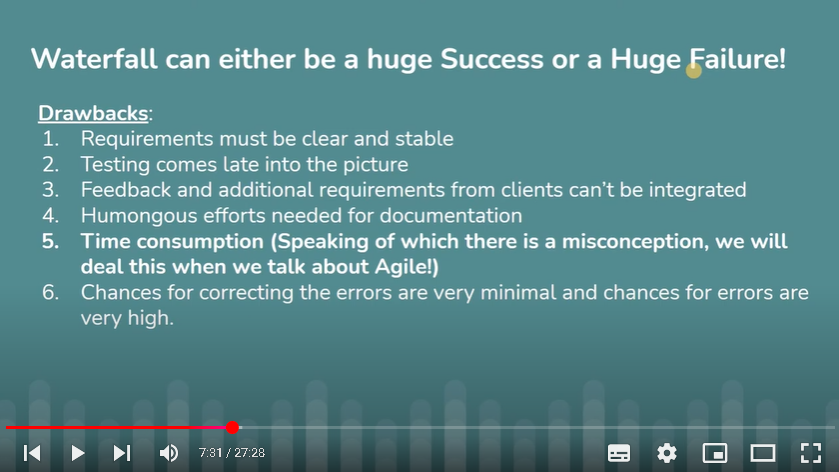 Waterfall can either be a huge Success or a Huge Failure!
Drawbacks:
1. Requirements must be clear and stable
2. Testing comes late into the picture
3. Feedback and additional requirements from clients can’t be integrated
4. Humongous efforts needed for documentation
5. Time consumption (Speaking of which there is a misconception, we will
deal this when we talk about Agile!)
6. Chances for correcting the errors are very minimal and chances for errors are
very high.
7:31 / 27:28